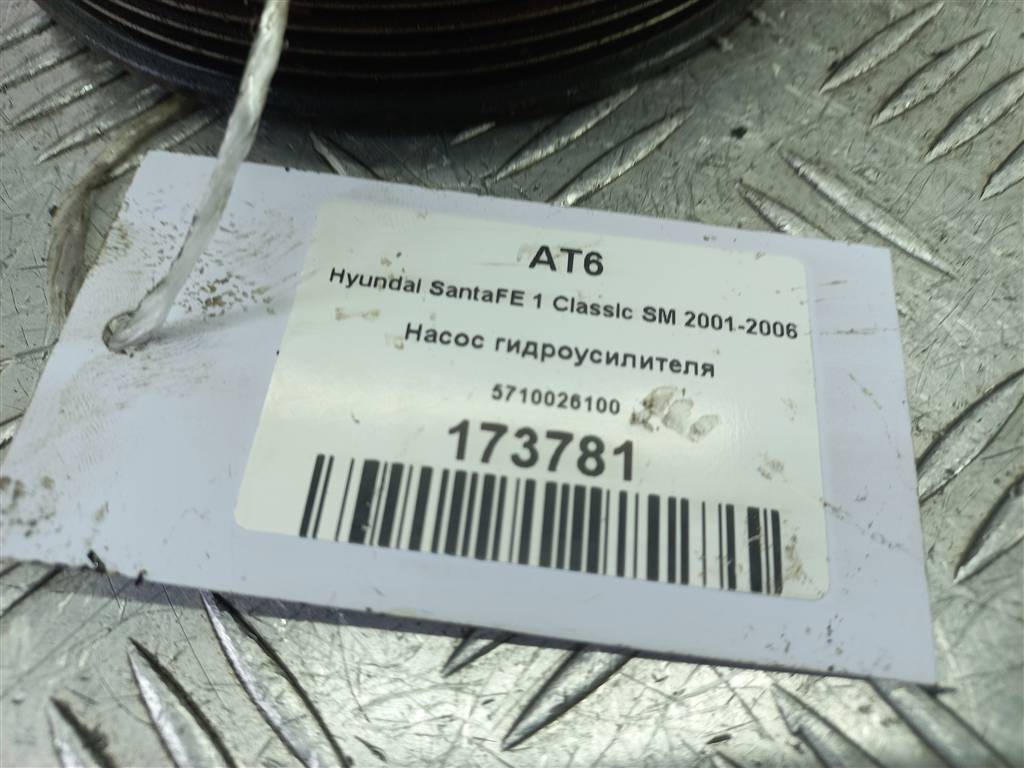 AT6
Hyundai SantaFE 1 Classic SM 2001-2006
Насос гидроусилителя
5710026100
173781